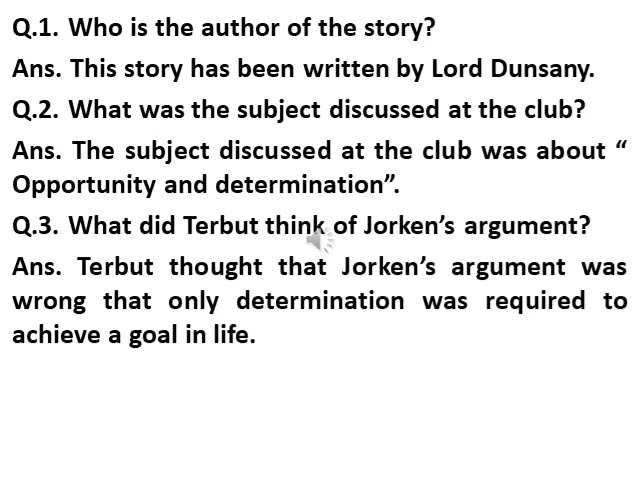 Q.1. Who is the author of the story?
Ans. This story has been written by Lord Dunsany.
Q.2. What was the subject discussed at the club?
Ans. The subject discussed at the club was about “
Opportunity and determination”.
Q.3. What did Terbut think of Jorken’s argument?
Ans. Terbut thought that Jorken’s argument was
wrong that only determination was required to
achieve a goal in life.